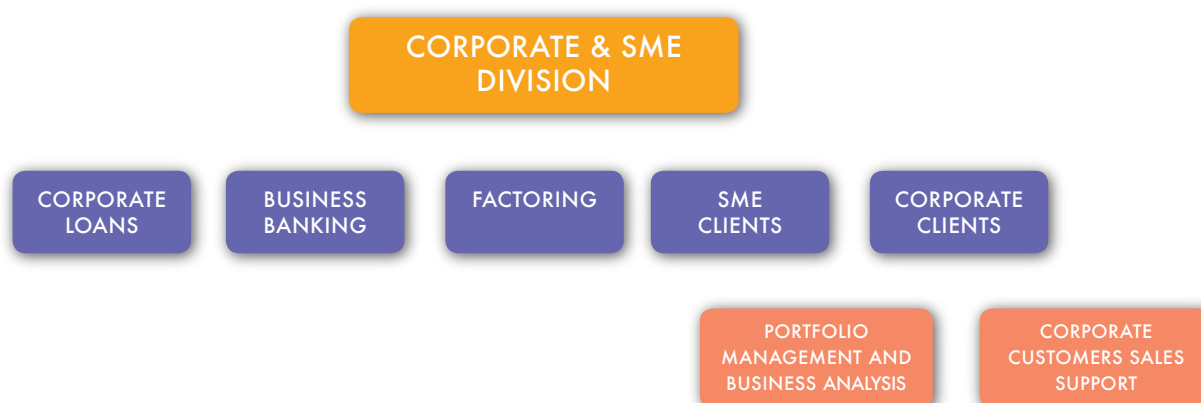 CORPORATE & SME
DIVISION
CORPORATE
LOANS
BUSINESS
BANKING
FACTORING
SME
CLIENTS
CORPORATE
CLIENTS
PORTFOLIO
MANAGEMENT AND
BUSINESS ANALYSIS
CORPORATE
CUSTOMERS SALES
SUPPORT